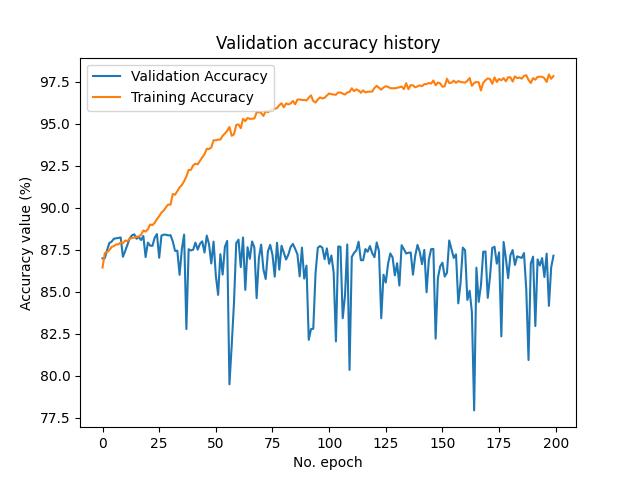 Validation accuracy history
Validation Accuracy
Training Accuracy
97.5
95.0
92.5
90.0
87.5
85.0
82.5
80.0
77.5
Accuracy value (%)
0 25 50 75 100 125 150 175 200
No. epoch